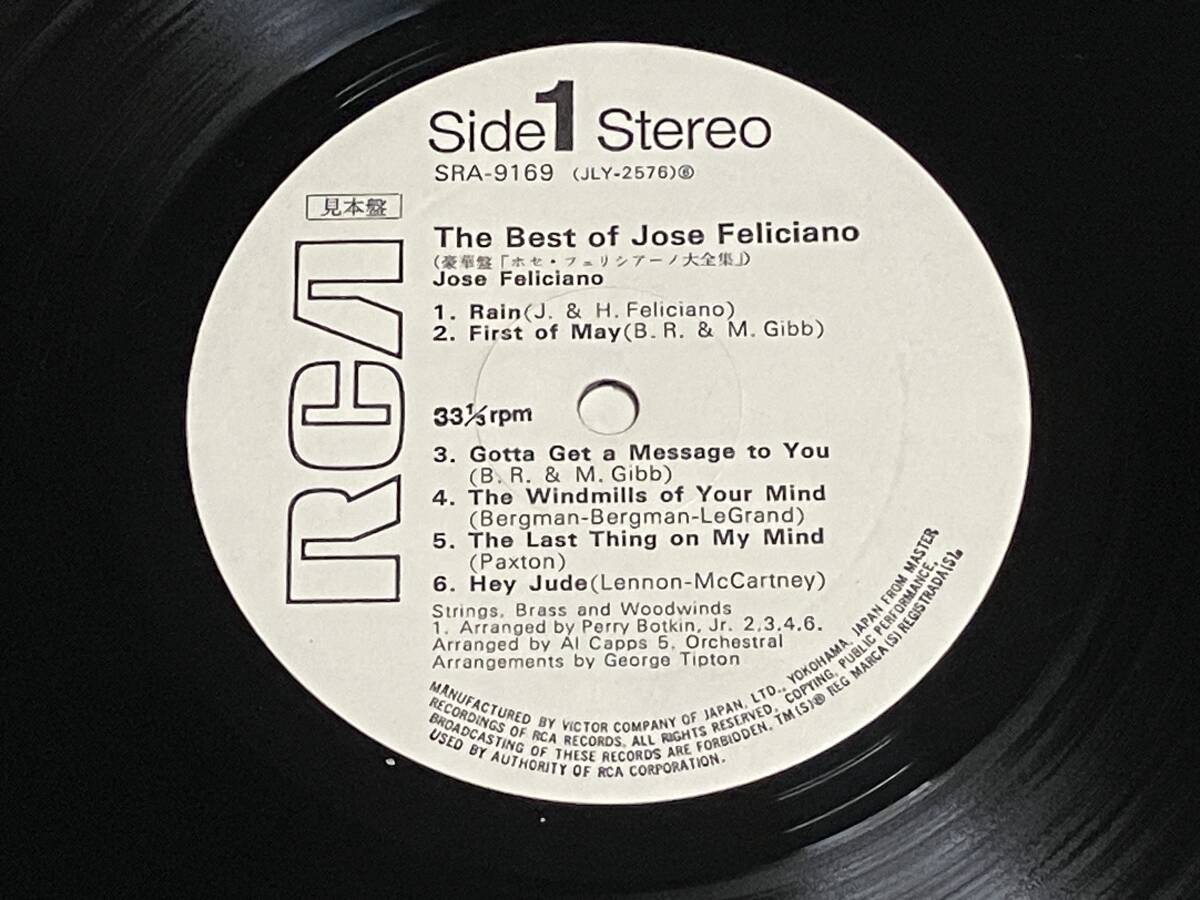 Side 1 Stereo
SRA-9169 (JLY-2576)⑥
見本盤
RCA
The Best of Jose Feliciano
(豪華盤「ホセ・フェリシアーノ大全集」)
Jose Feliciano
1. Rain (J. & H. Feliciano)
2. First of May (B. R. & M. Gibb)
33⅓ rpm
3. Gotta Get a Message to You
(B. R. & M. Gibb)
4. The Windmills of Your Mind
(Bergman-Bergman-LeGrand)
5. The Last Thing on My Mind
(Paxton)
6. Hey Jude (Lennon-McCartney)
Strings, Brass and Woodwinds
1. Arranged by Perry Botkin, Jr. 2.3.4.6.
Arranged by Al Capps 5. Orchestral
Arrangements by George Tipton
MANUFACTURED BY VICTOR COMPANY OF JAPAN, LTD., YOKOHAMA, JAPAN FROM MASTER
RECORDINGS OF RCA RECORDS. ALL RIGHTS RESERVED. COPYING, PUBLIC PERFORMANCE,
BROADCASTING OF THESE RECORDS ARE FORBIDDEN. TM(S)® REG MARCA(S) REGISTRADA(S).
USED BY AUTHORITY OF RCA CORPORATION.